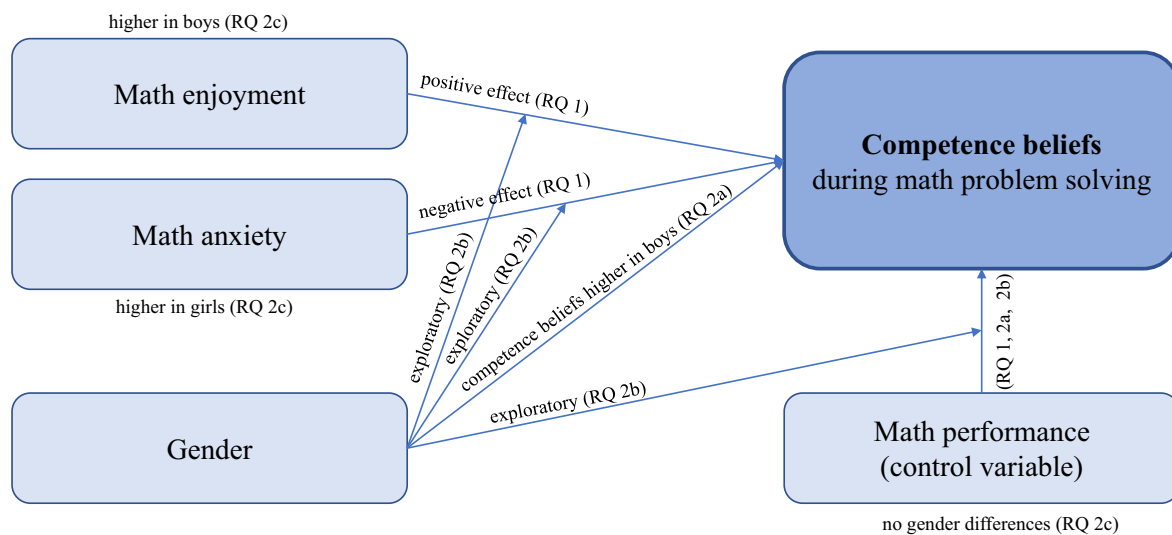 higher in boys (RQ 2c)
Math enjoyment
positive effect (RQ 1)
Competence beliefs
during math problem solving
Math anxiety
negative effect (RQ 1)
higher in girls (RQ 2c)
exploratory (RQ 2b)
exploratory (RQ 2b)
competence beliefs higher in boys (RQ 2a)
exploratory (RQ 2b)
(RQ 1, 2a, 2b)
Gender
Math performance
(control variable)
no gender differences (RQ 2c)